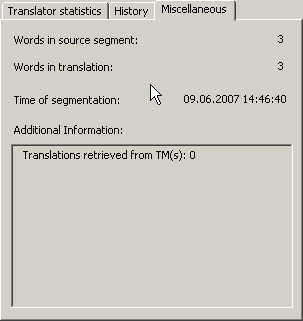 Translator statistics History Miscellaneous
Words in source segment: 3
Words in translation: 3
Time of segmentation: 09.06.2007 14:46:40
Additional Information:
Translations retrieved from TM(s): 0